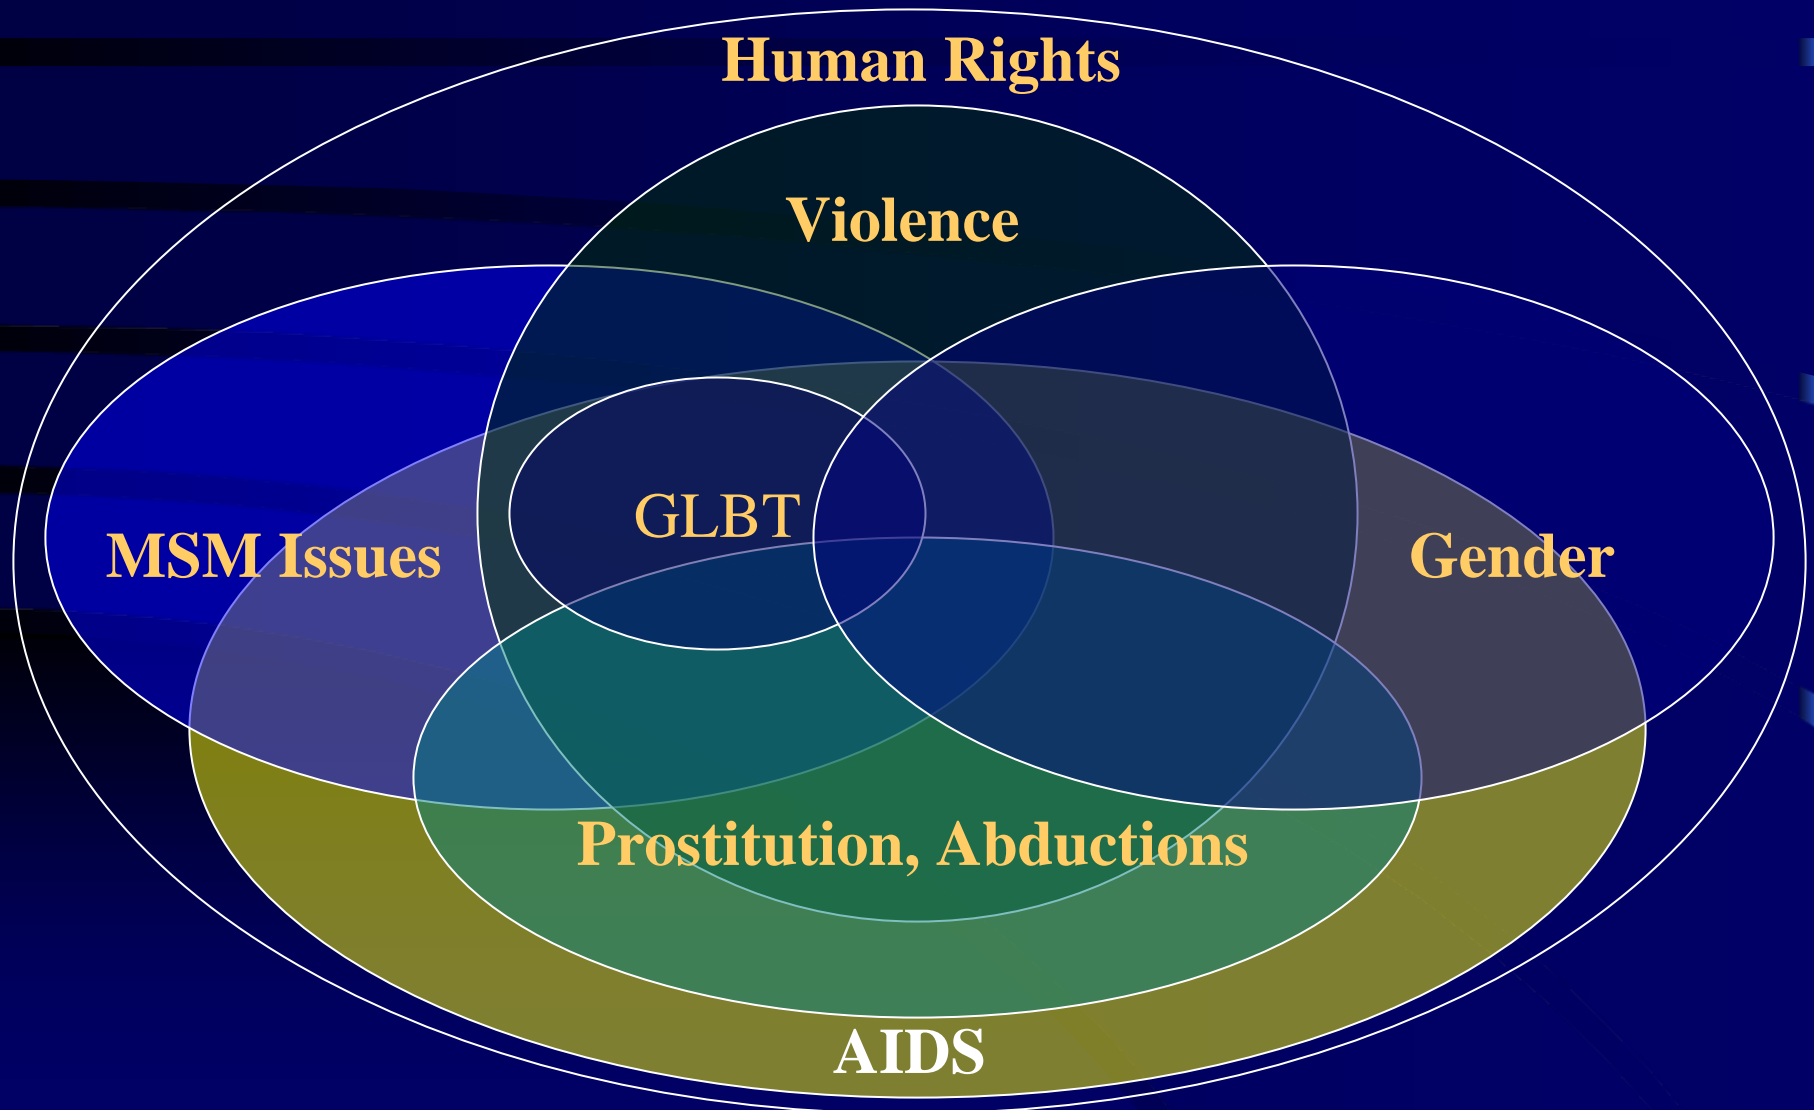 Human Rights
Violence
GLBT
MSM Issues
Gender
Prostitution, Abductions
AIDS